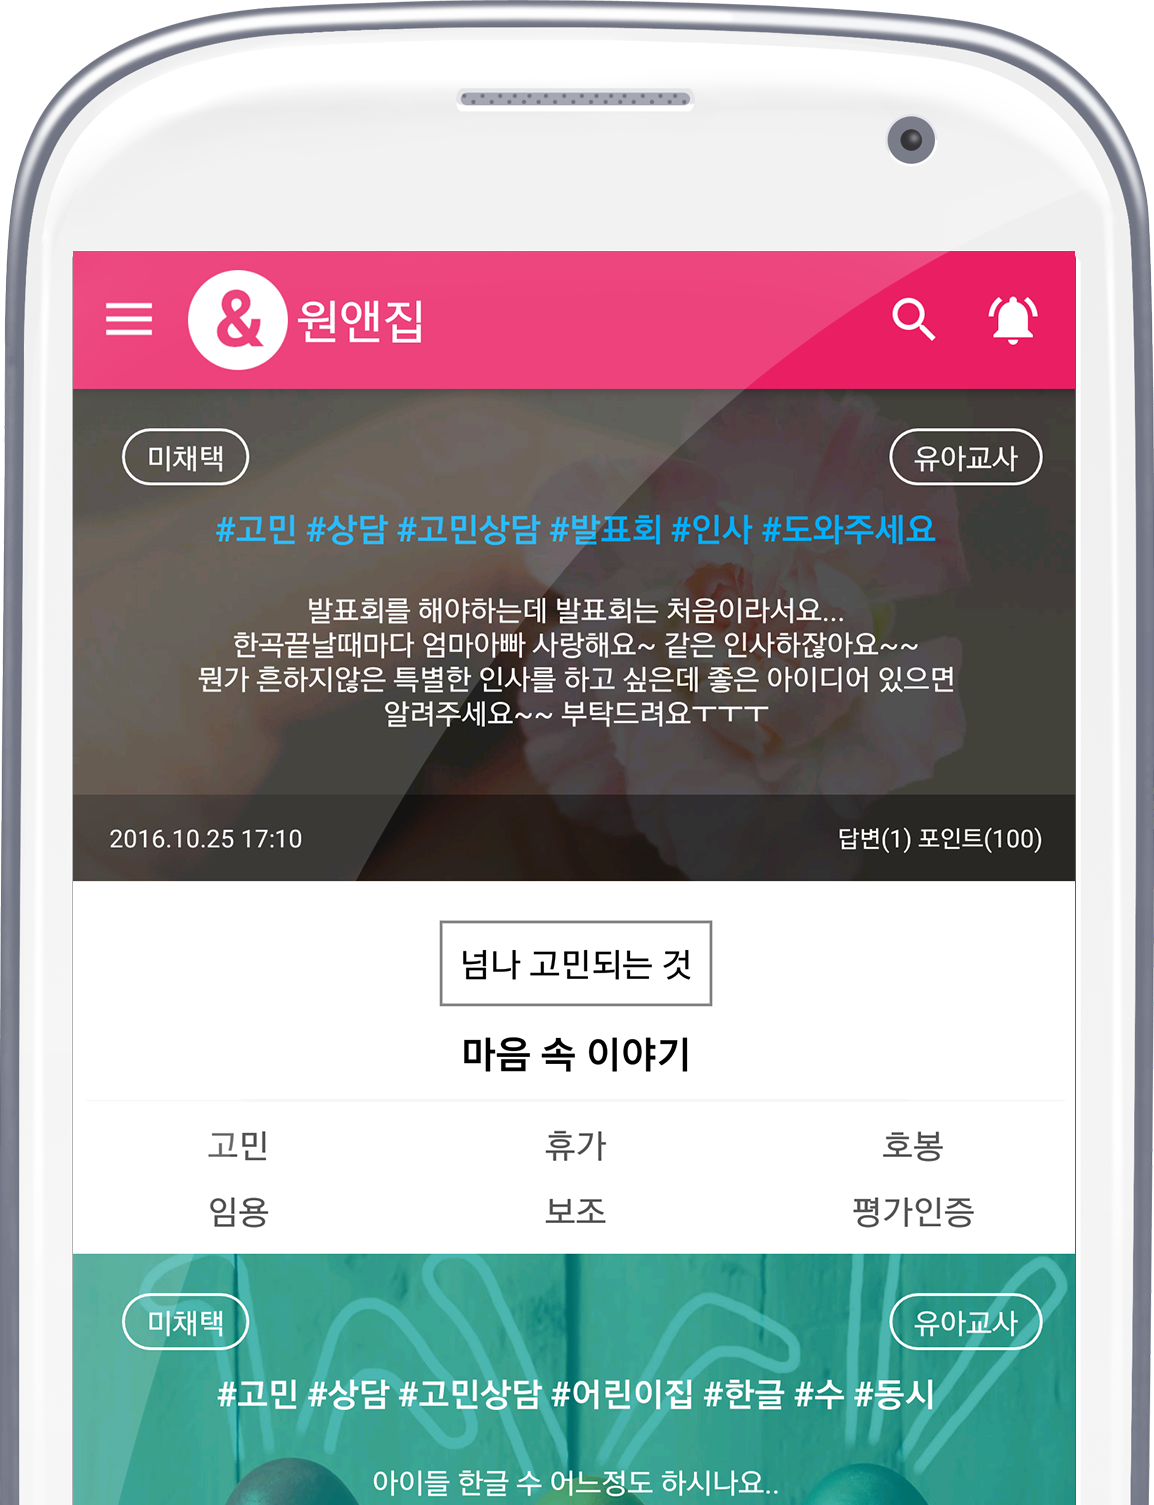 & 원앤집
미채택 유아교사
#고민 #상담 #고민상담 #발표회 #인사 #도와주세요
발표회를 해야하는데 발표회는 처음이라서요...
한곡끝날때마다 엄마아빠 사랑해요~ 같은 인사하잖아요~~
뭔가 흔하지않은 특별한 인사를 하고 싶은데 좋은 아이디어 있으면
알려주세요~~ 부탁드려요ㅜㅜㅜ
2016.10.25 17:10 답변(1) 포인트(100)
넘나 고민되는 것
마음 속 이야기
고민 휴가 호봉
임용 보조 평가인증
미채택 유아교사
#고민 #상담 #고민상담 #어린이집 #한글 #수 #동시
아이들 한글 수 어느정도 하시나요..